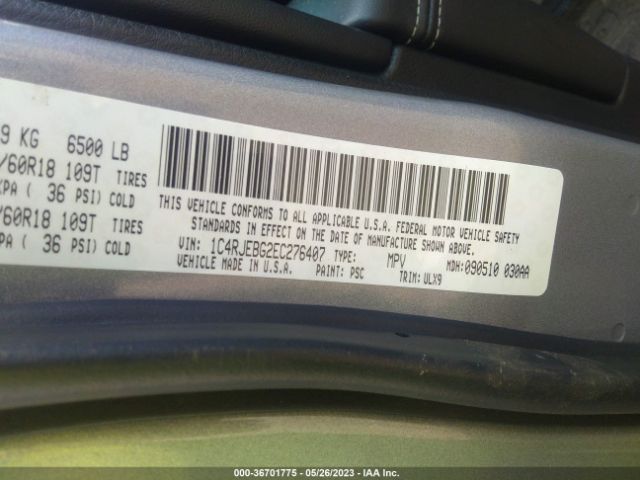 9 KG 6500 LB
/60R18 109T TIRES
KPA ( 36 PSI) COLD
/60R18 109T TIRES
PA ( 36 PSI) COLD
THIS VEHICLE CONFORMS TO ALL APPLICABLE U.S.A. FEDERAL MOTOR VEHICLE SAFETY
STANDARDS IN EFFECT ON THE DATE OF MANUFACTURE SHOWN ABOVE.
VIN: 1C4RJEBG2EC276407 TYPE: MPV MDH:090510 030AA
VEHICLE MADE IN U.S.A. PAINT: PSC TRIM: ULX9
000-36701775 - 05/26/2023 - IAA Inc.